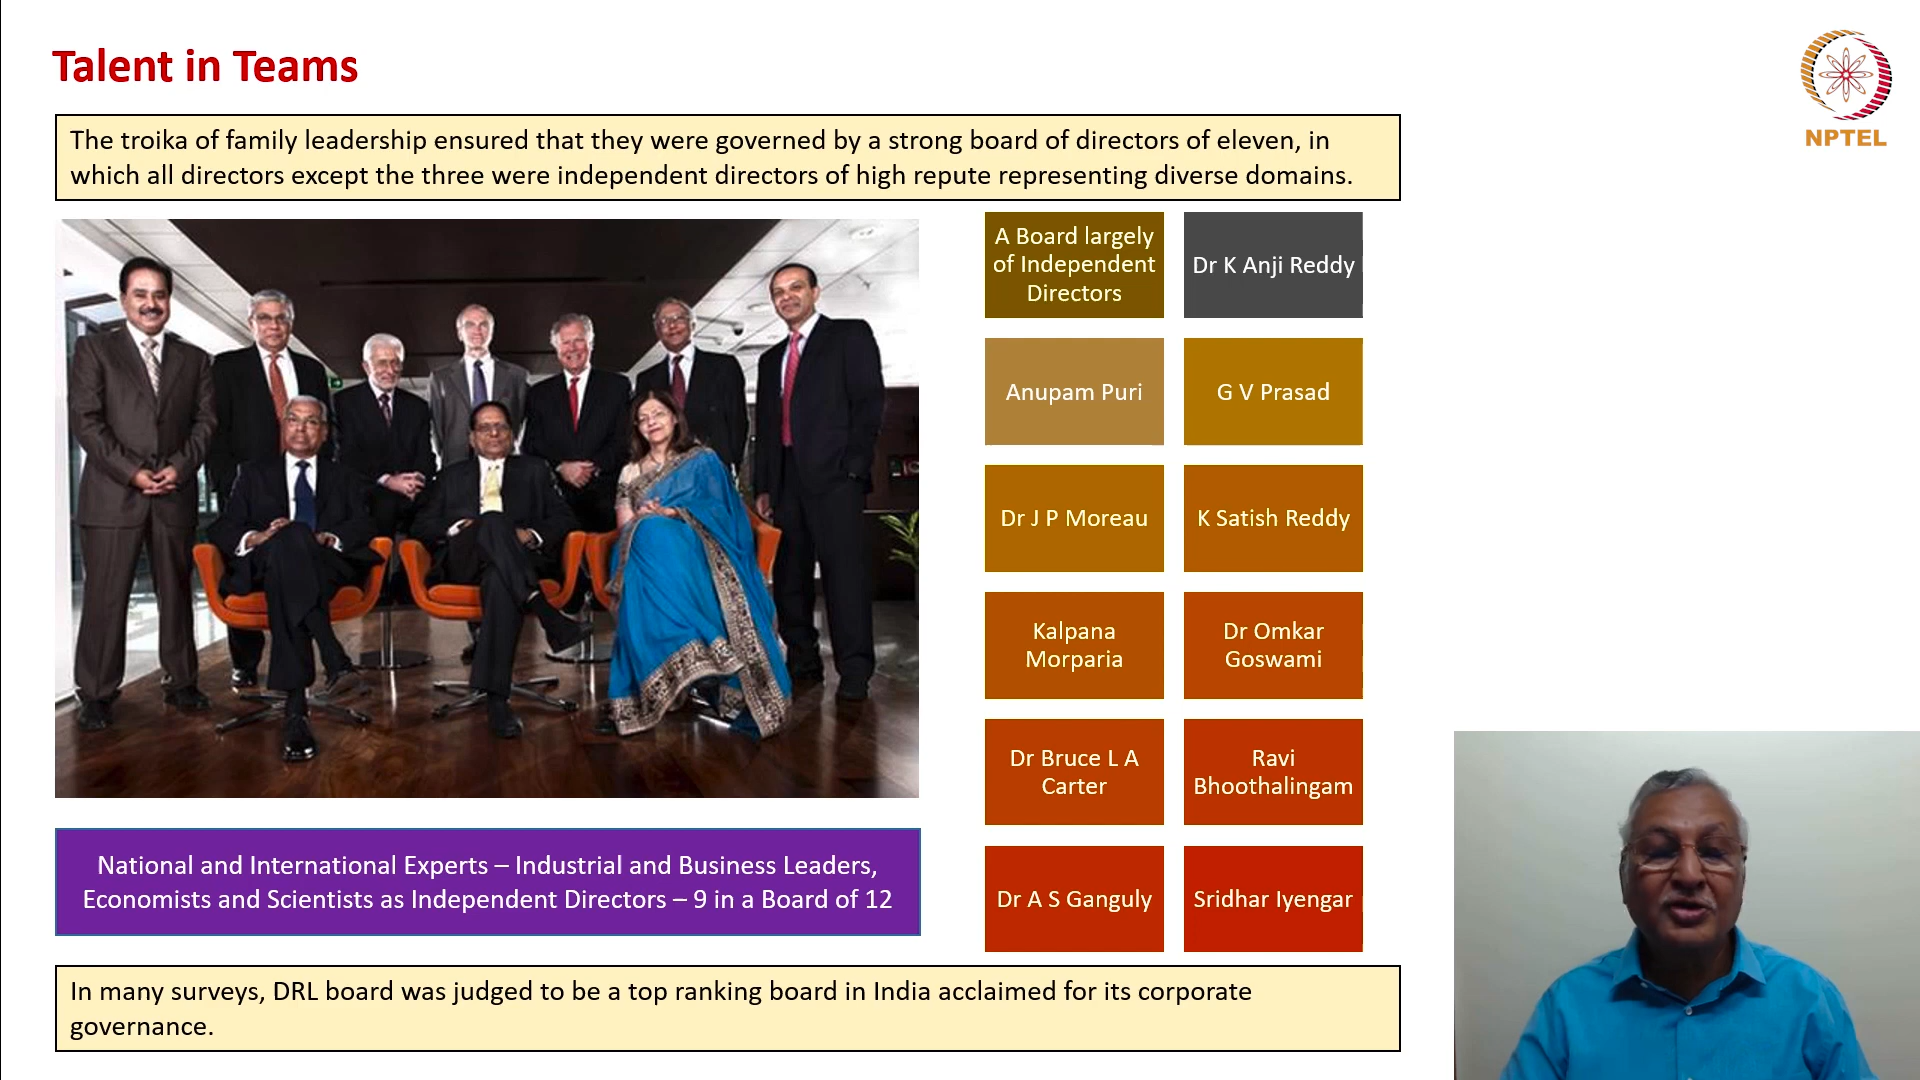 Talent in Teams
NPTEL
The troika of family leadership ensured that they were governed by a strong board of directors of eleven, in
which all directors except the three were independent directors of high repute representing diverse domains.
A Board largely
of Independent
Directors
Dr K Anji Reddy
Anupam Puri
G V Prasad
Dr J P Moreau
K Satish Reddy
Kalpana
Morparia
Dr Omkar
Goswami
Dr Bruce L A
Carter
Ravi
Bhoothalingam
Dr A S Ganguly
Sridhar Iyengar
National and International Experts – Industrial and Business Leaders,
Economists and Scientists as Independent Directors – 9 in a Board of 12
In many surveys, DRL board was judged to be a top ranking board in India acclaimed for its corporate
governance.